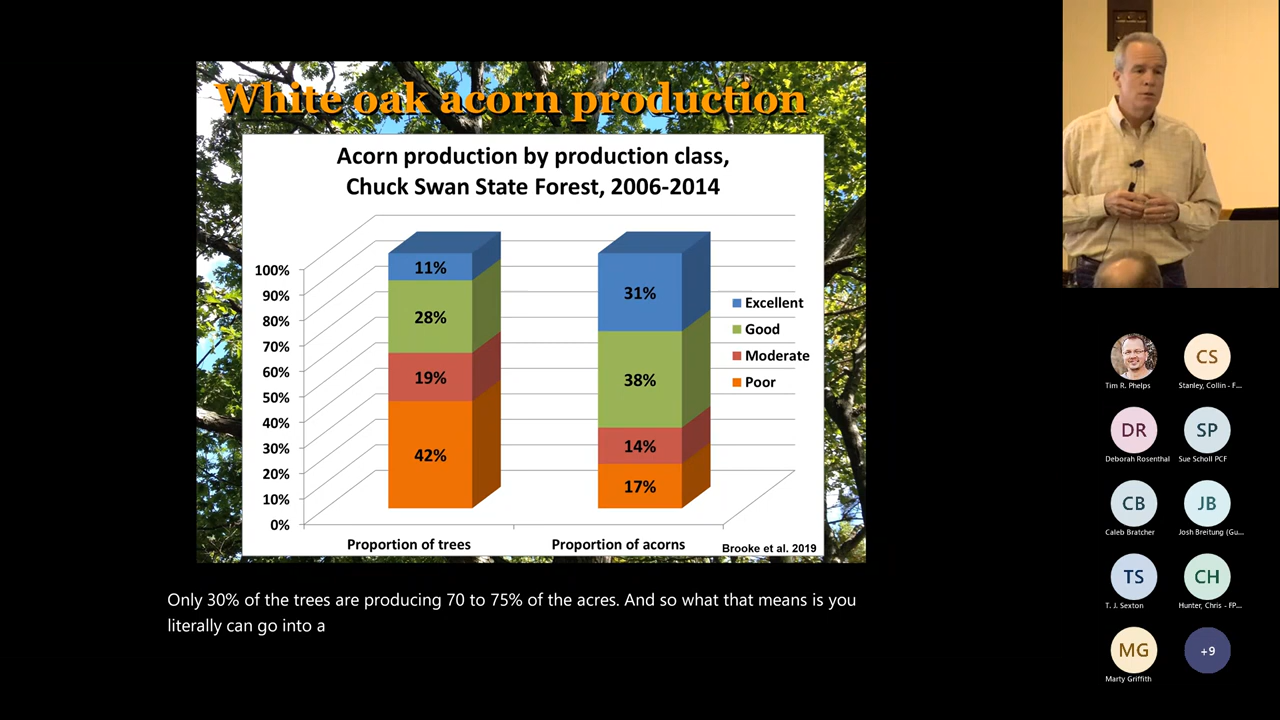 White oak acorn production
Acorn production by production class,
Chuck Swan State Forest, 2006-2014
100%
90%
80%
70%
60%
50%
40%
30%
20%
10%
0%
11%
28%
19%
42%
31%
38%
14%
17%
Excellent
Good
Moderate
Poor
Proportion of trees
Proportion of acorns
Brooke et al. 2019
Only 30% of the trees are producing 70 to 75% of the acres. And so what that means is you
literally can go into a
Tim R. Phelps
CS
Stanley, Collin - F...
DR
Deborah Rosenthal
SP
Sue Scholl PCF
CB
Caleb Bratcher
JB
Josh Breitung (Gu...
TS
T. J. Sexton
CH
Hunter, Chris - FP...
MG
Marty Griffith
+9